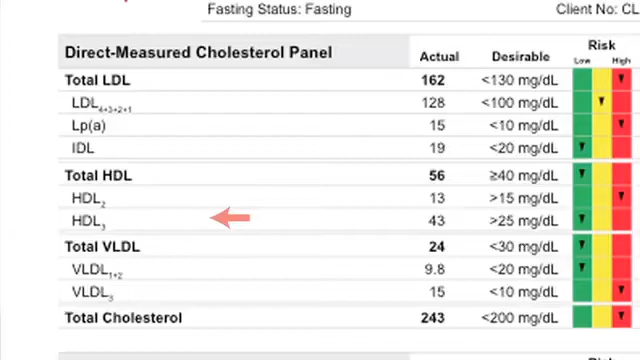 Fasting Status: Fasting Client No: CL
Direct-Measured Cholesterol Panel Actual Desirable Risk
Low High
Total LDL 162 <130 mg/dL
LDL4+3+2+1 128 <100 mg/dL
Lp(a) 15 <10 mg/dL
IDL 19 <20 mg/dL
Total HDL 56 ≥40 mg/dL
HDL2 13 >15 mg/dL
HDL3 43 >25 mg/dL
Total VLDL 24 <30 mg/dL
VLDL1+2 9.8 <20 mg/dL
VLDL3 15 <10 mg/dL
Total Cholesterol 243 <200 mg/dL